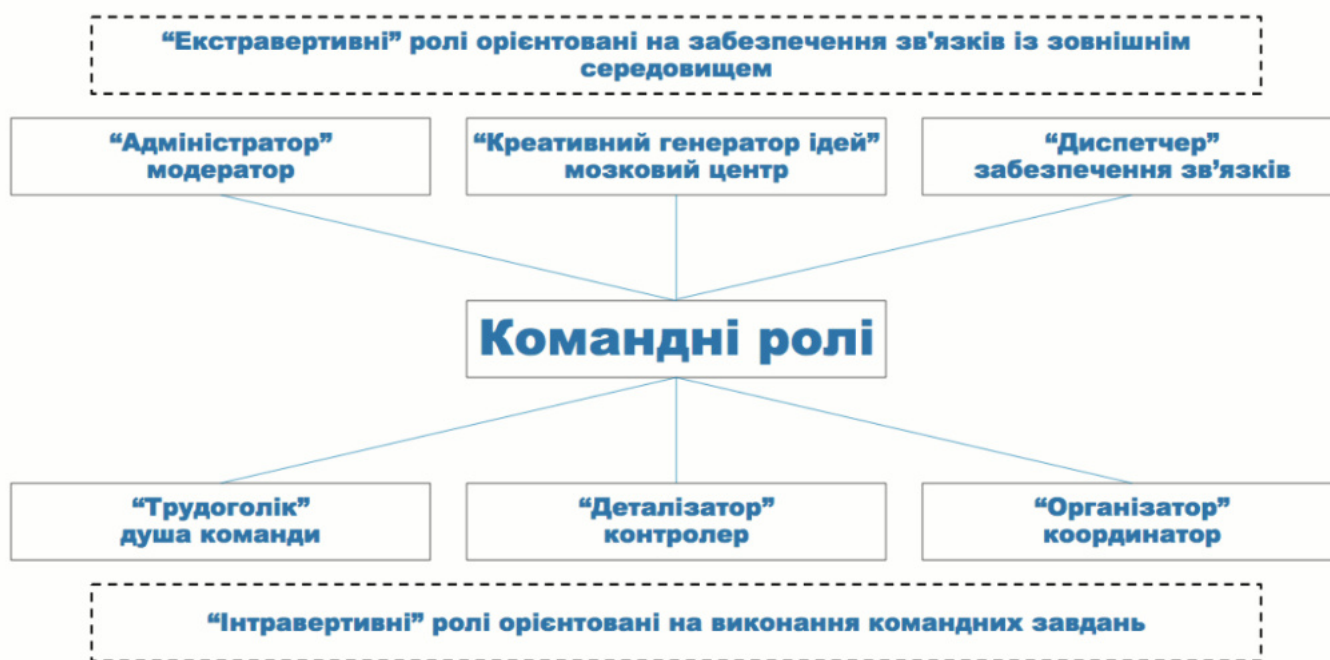 “Екстравертивні” ролі орієнтовані на забезпечення зв'язків із зовнішнім
середовищем
“Адміністратор”
модератор
“Креативний генератор ідей”
мозковий центр
“Диспетчер”
забезпечення зв’язків
Командні ролі
“Трудоголік”
душа команди
“Деталізатор”
контролер
“Організатор”
координатор
“Інтравертивні” ролі орієнтовані на виконання командних завдань